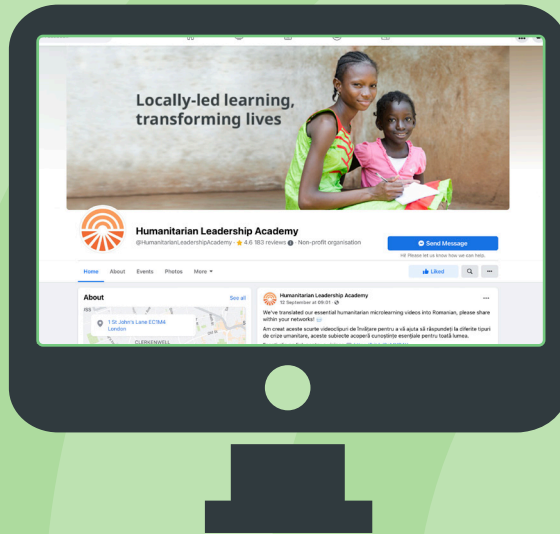 Locally-led learning,
transforming lives
Humanitarian Leadership Academy
@HumanitarianLeadershipAcademy · 4.6 183 reviews · Non-profit organisation
Send Message
Hi! Please let us know how we can help.
Home About Events Photos More
Liked
About See all
1 St John's Lane EC1M4
London
CLERKENWELL
Humanitarian Leadership Academy
12 September at 09:01 ·
We've translated our essential humanitarian microlearning videos into Romanian, please share
within your networks!
Am creat aceste scurte videoclipuri de învățare pentru a vă ajuta să răspundeți la diferite tipuri
de crize umanitare, aceste subiecte acoperă cunoștințe esențiale pentru toată lumea.